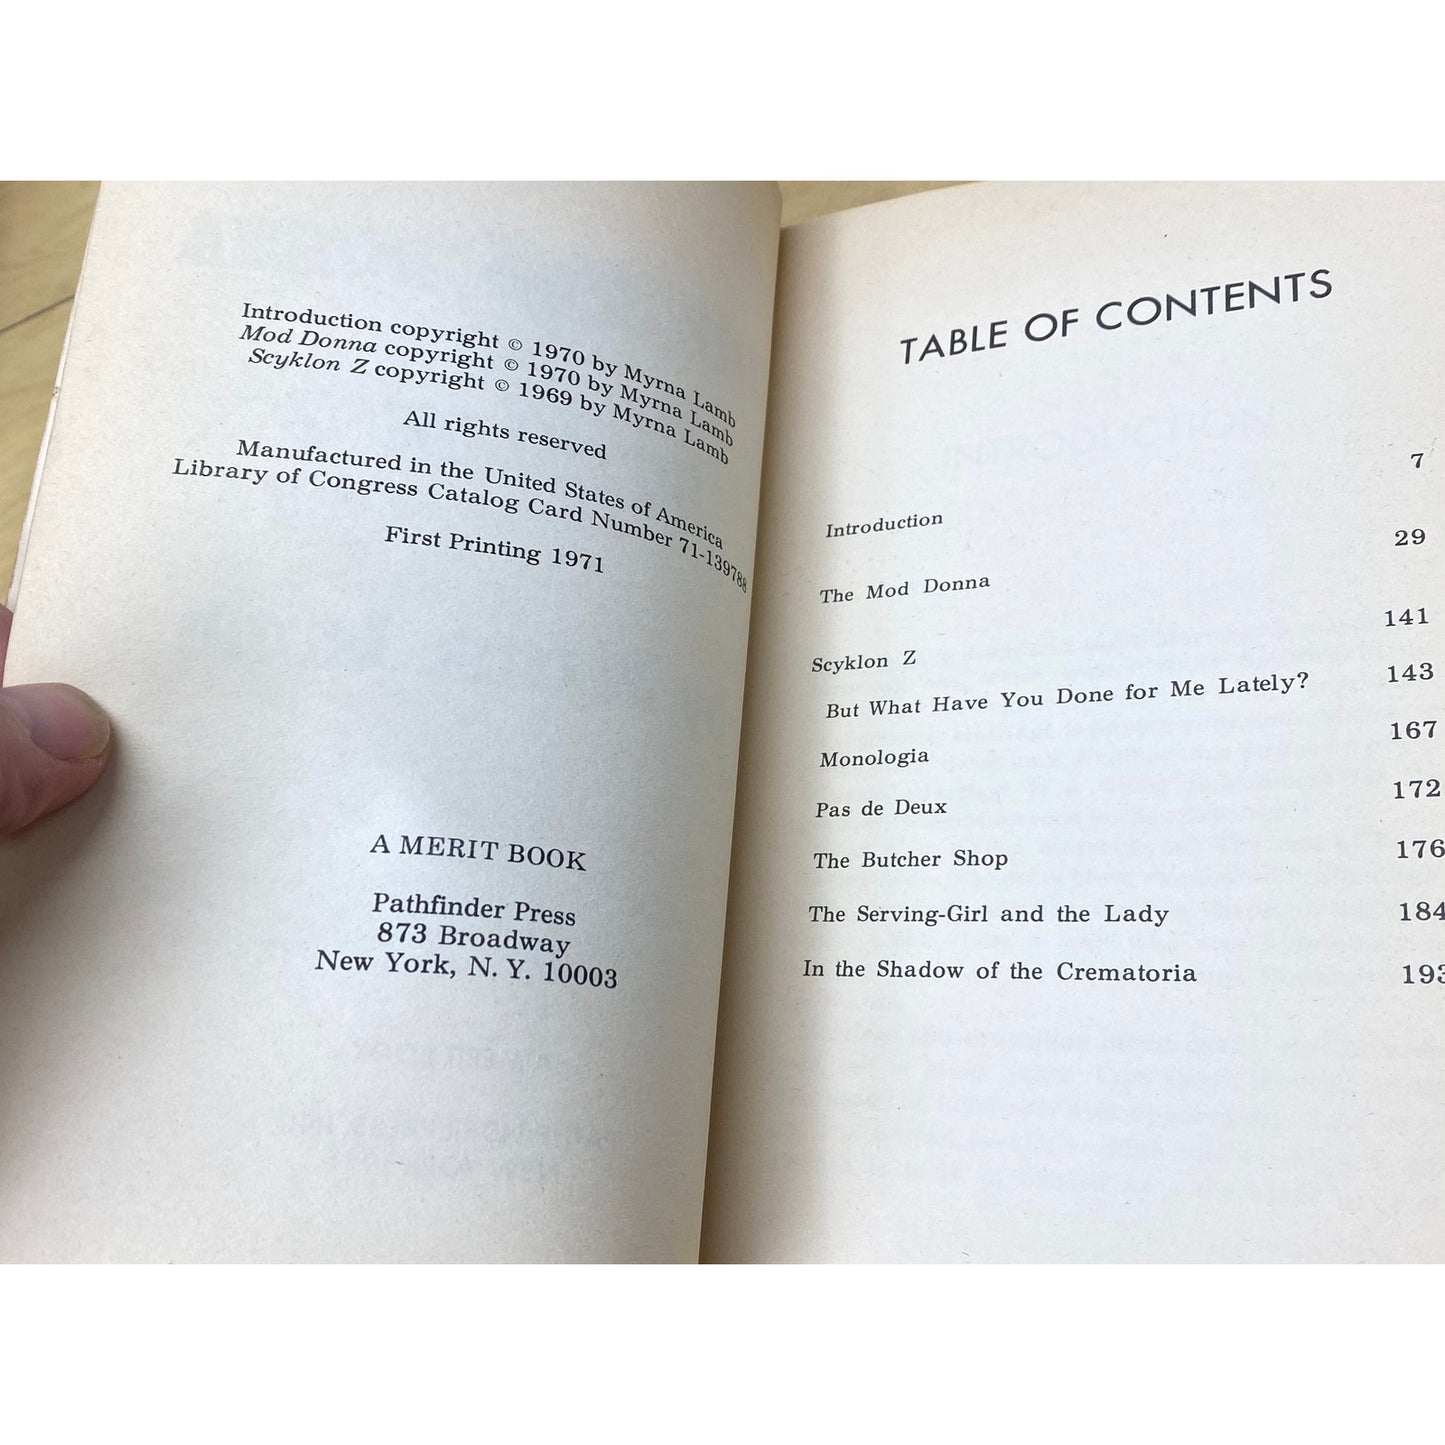 Introduction copyright © 1970 by Myrna Lamb
Mod Donna copyright © 1970 by Myrna Lamb
Scyklon Z copyright © 1969 by Myrna Lamb
All rights reserved
Manufactured in the United States of America
Library of Congress Catalog Card Number 71-139788
First Printing 1971
A MERIT BOOK
Pathfinder Press
873 Broadway
New York, N. Y. 10003
TABLE OF CONTENTS
Introduction 7
The Mod Donna 29
Scyklon Z 141
But What Have You Done for Me Lately? 143
Monologia 167
Pas de Deux 172
The Butcher Shop 176
The Serving-Girl and the Lady 184
In the Shadow of the Crematoria 193